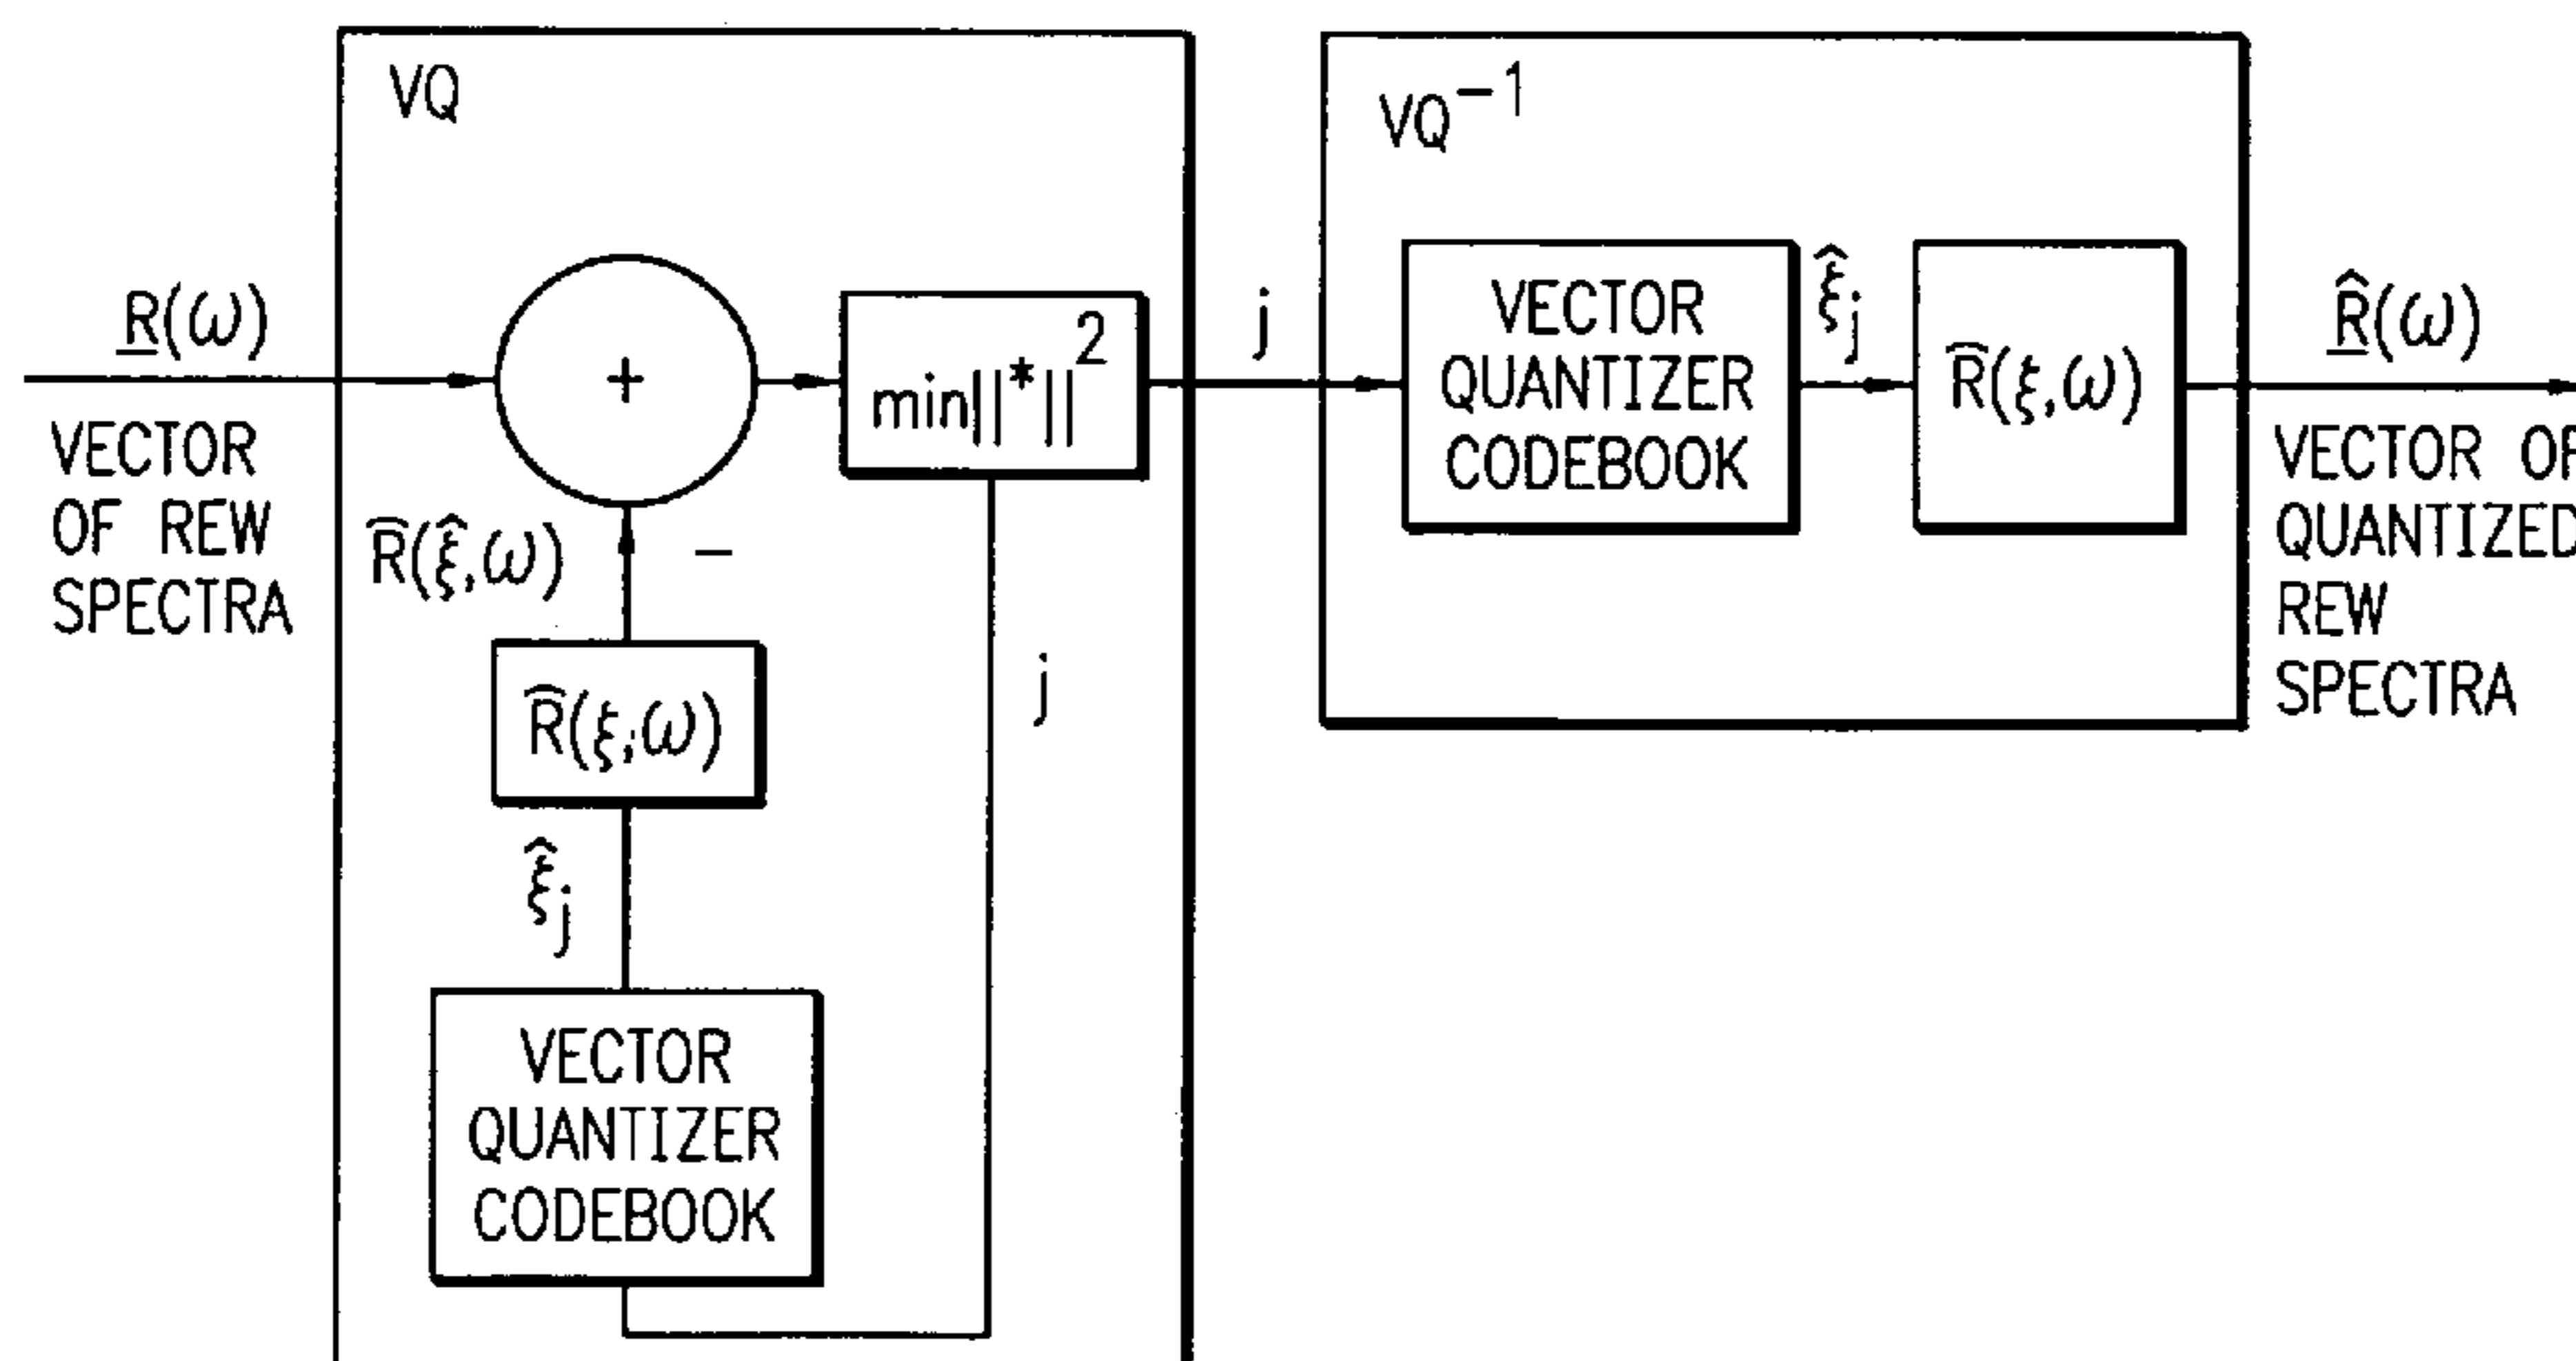 VQ
R(ω)
VECTOR
OF REW
SPECTRA
+
min||*||²
j
R̂(ξ̂,ω)
−
R̂(ξ,ω)
j
ξ̂j
VECTOR
QUANTIZER
CODEBOOK
VQ⁻¹
VECTOR
QUANTIZER
CODEBOOK
ξ̂j
R̂(ξ,ω)
R̂(ω)
VECTOR OF
QUANTIZED
REW
SPECTRA